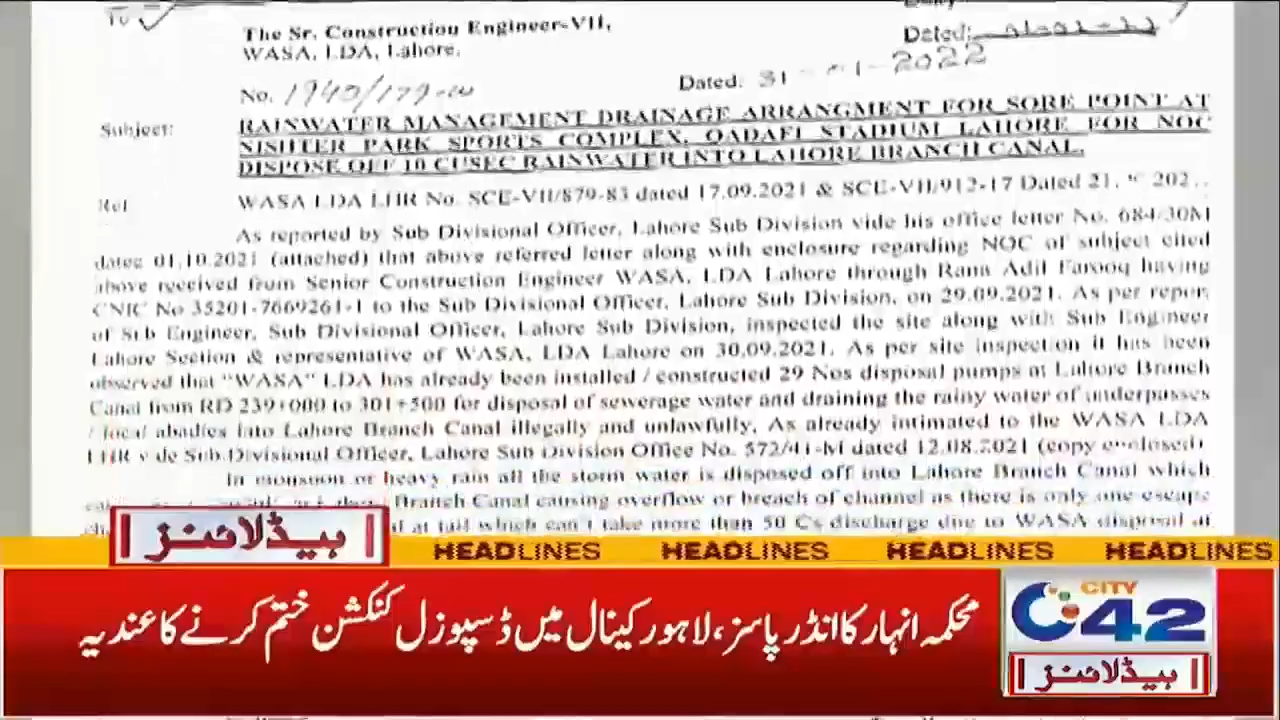 To
The Sr. Construction Engineer-VII,
WASA, LDA, Lahore.
Dated:
No. 1940/179-W
Dated: 31-01-2022
Subject:
RAINWATER MANAGEMENT DRAINAGE ARRANGMENT FOR SORE POINT AT
NISHTER PARK SPORTS COMPLEX, QADAFI STADIUM LAHORE FOR NOC
DISPOSE OFF 10 CUSEC RAINWATER INTO LAHORE BRANCH CANAL.
Ref
WASA LDA LHR No. SCE-VII/879-83 dated 17.09.2021 & SCE-VII/912-17 Dated 21.
As reported by Sub Divisional Officer, Lahore Sub Division vide his office letter No. 684/30M
dated 01.10.2021 (attached) that above referred letter along with enclosure regarding NOC of subject cited
above received from Senior Construction Engineer WASA, LDA Lahore through Rana Adil Farooq having
CNIC No 35201-7669261-1 to the Sub Divisional Officer, Lahore Sub Division, on 29.09.2021. As per report
of Sub Engineer, Sub Divisional Officer, Lahore Sub Division, inspected the site along with Sub Engineer
Lahore Section & representative of WASA, LDA Lahore on 30.09.2021. As per site inspection it has been
observed that "WASA" LDA has already been installed / constructed 29 Nos disposal pumps at Lahore Branch
Canal from RD 239+000 to 301+500 for disposal of sewerage water and draining the rainy water of underpasses
/ local abadies into Lahore Branch Canal illegally and unlawfully. As already intimated to the WASA LDA
LHR vide Sub Divisional Officer, Lahore Sub Division Office No. 572/41-M dated 12.08.2021 (copy enclosed).
In monsoon or heavy rain all the storm water is disposed off into Lahore Branch Canal which
Branch Canal causing overflow or breach of channel as there is only one escape
at tail which can't take more than 50 Cs discharge due to WASA disposal at
ہیڈلائنز
HEADLINES HEADLINES HEADLINES HEADLINES
محکمہ انہار کا انڈر پاسز، لاہور کینال میں ڈسپوزل کنکشن ختم کرنے کا عندیہ
CITY
42
ہیڈلائنز